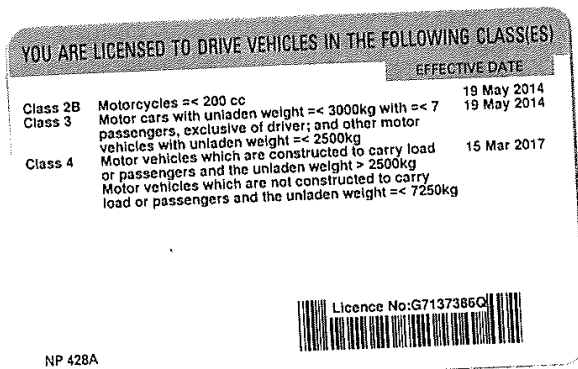 YOU ARE LICENSED TO DRIVE VEHICLES IN THE FOLLOWING CLASS(ES)
EFFECTIVE DATE
Class 2B Motorcycles =< 200 cc 19 May 2014
Class 3 Motor cars with unladen weight =< 3000kg with =< 7 19 May 2014
passengers, exclusive of driver; and other motor
vehicles with unladen weight =< 2500kg
Class 4 Motor vehicles which are constructed to carry load 15 Mar 2017
or passengers and the unladen weight > 2500kg
Motor vehicles which are not constructed to carry
load or passengers and the unladen weight =< 7250kg
Licence No:G7137365Q
NP 428A